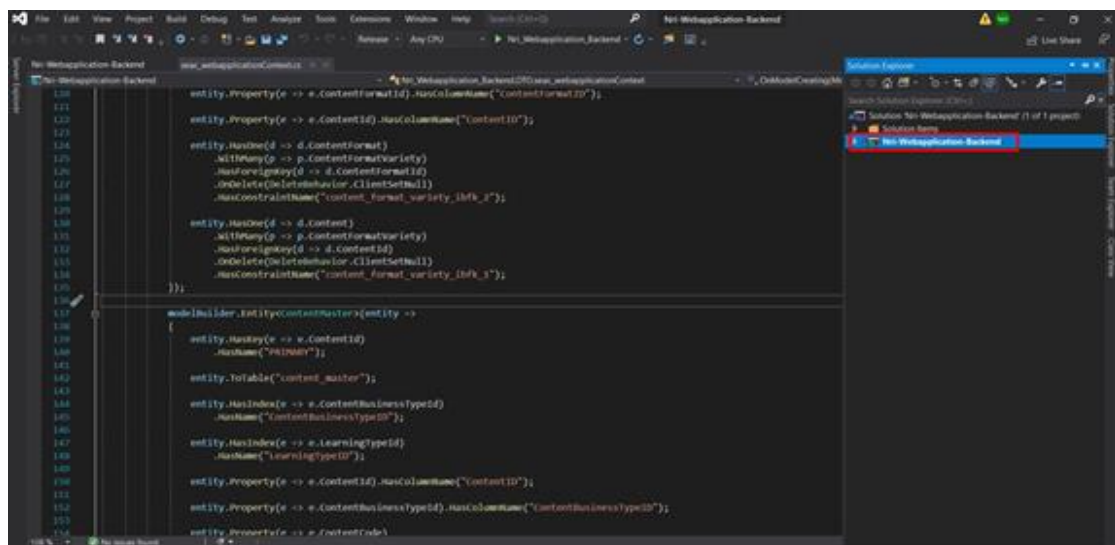 File Edit View Project Build Debug Test Analyze Tools Extensions Window Help Search (Ctrl+Q) Nri-Webapplication-Backend
Release Any CPU Nri_Webapplication_Backend Live Share
Nri-Webapplication-Backend
Nri-Webapplication-Backend
Solution Explorer
Search Solution Explorer (Ctrl+;)
Solution 'Nri-Webapplication-Backend' (1 of 1 project)
Solution Items
Nri-Webapplication-Backend
entity.Property(e => e.ContentFormatId).HasColumnName("ContentFormatID");
entity.Property(e => e.ContentId).HasColumnName("ContentID");
entity.HasOne(d => d.ContentFormat)
.WithMany(p => p.ContentFormatVariety)
.HasForeignKey(d => d.ContentFormatId)
.OnDelete(DeleteBehavior.ClientSetNull)
.HasConstraintName("content_format_variety_ibfk_2");
entity.HasOne(d => d.Content)
.WithMany(p => p.ContentFormatVariety)
.HasForeignKey(d => d.ContentId)
.OnDelete(DeleteBehavior.ClientSetNull)
.HasConstraintName("content_format_variety_ibfk_1");
});
modelBuilder.Entity<ContentMaster>(entity =>
{
entity.HasKey(e => e.ContentId)
.HasName("PRIMARY");
entity.ToTable("content_master");
entity.HasIndex(e => e.ContentBusinessTypeId)
.HasName("ContentBusinessTypeID");
entity.HasIndex(e => e.LearningTypeId)
.HasName("LearningTypeID");
entity.Property(e => e.ContentId).HasColumnName("ContentID");
entity.Property(e => e.ContentBusinessTypeId).HasColumnName("ContentBusinessTypeID");
entity.Property(e => e.ContentCode)
No issues found